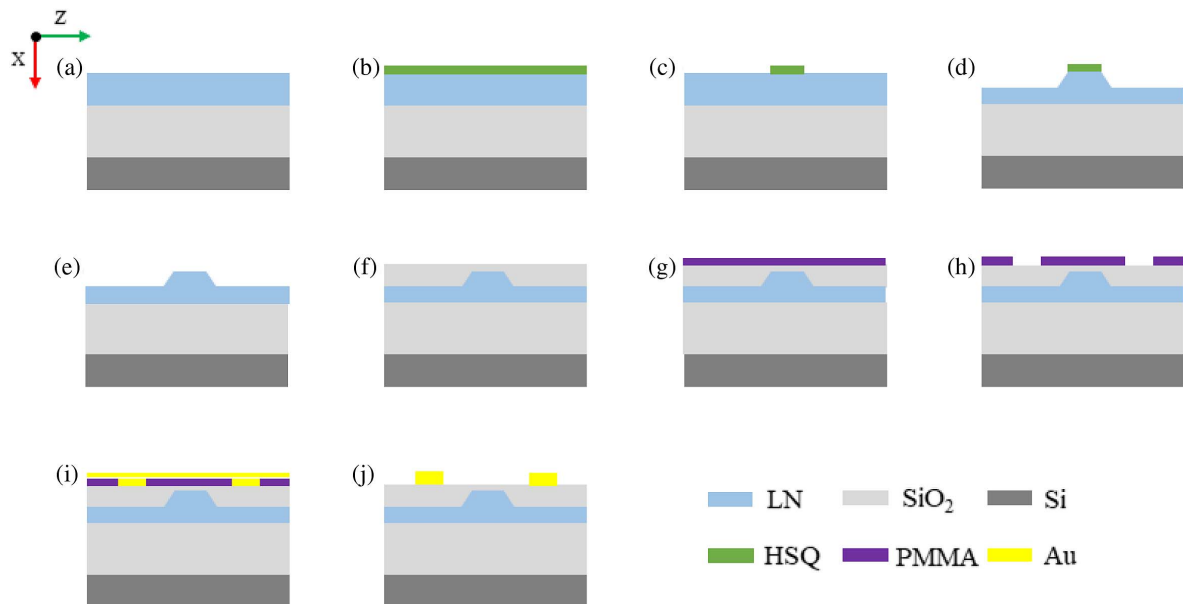 z
x
(a)
(b)
(c)
(d)
(e)
(f)
(g)
(h)
(i)
(j)
LN
SiO₂
Si
HSQ
PMMA
Au